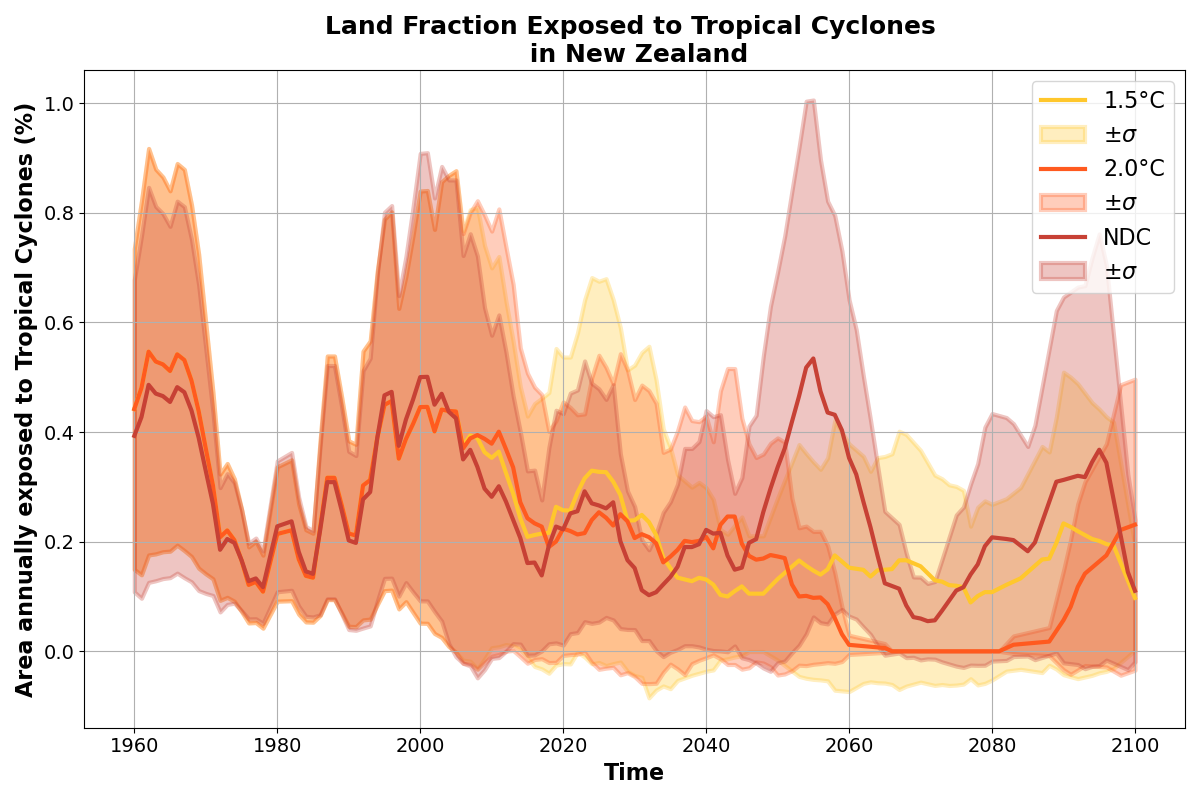 Land Fraction Exposed to Tropical Cyclones
in New Zealand
Area annually exposed to Tropical Cyclones (%)
1.0
0.8
0.6
0.4
0.2
0.0
1960
1980
2000
2020
2040
2060
2080
2100
Time
1.5°C
±σ
2.0°C
±σ
NDC
±σ